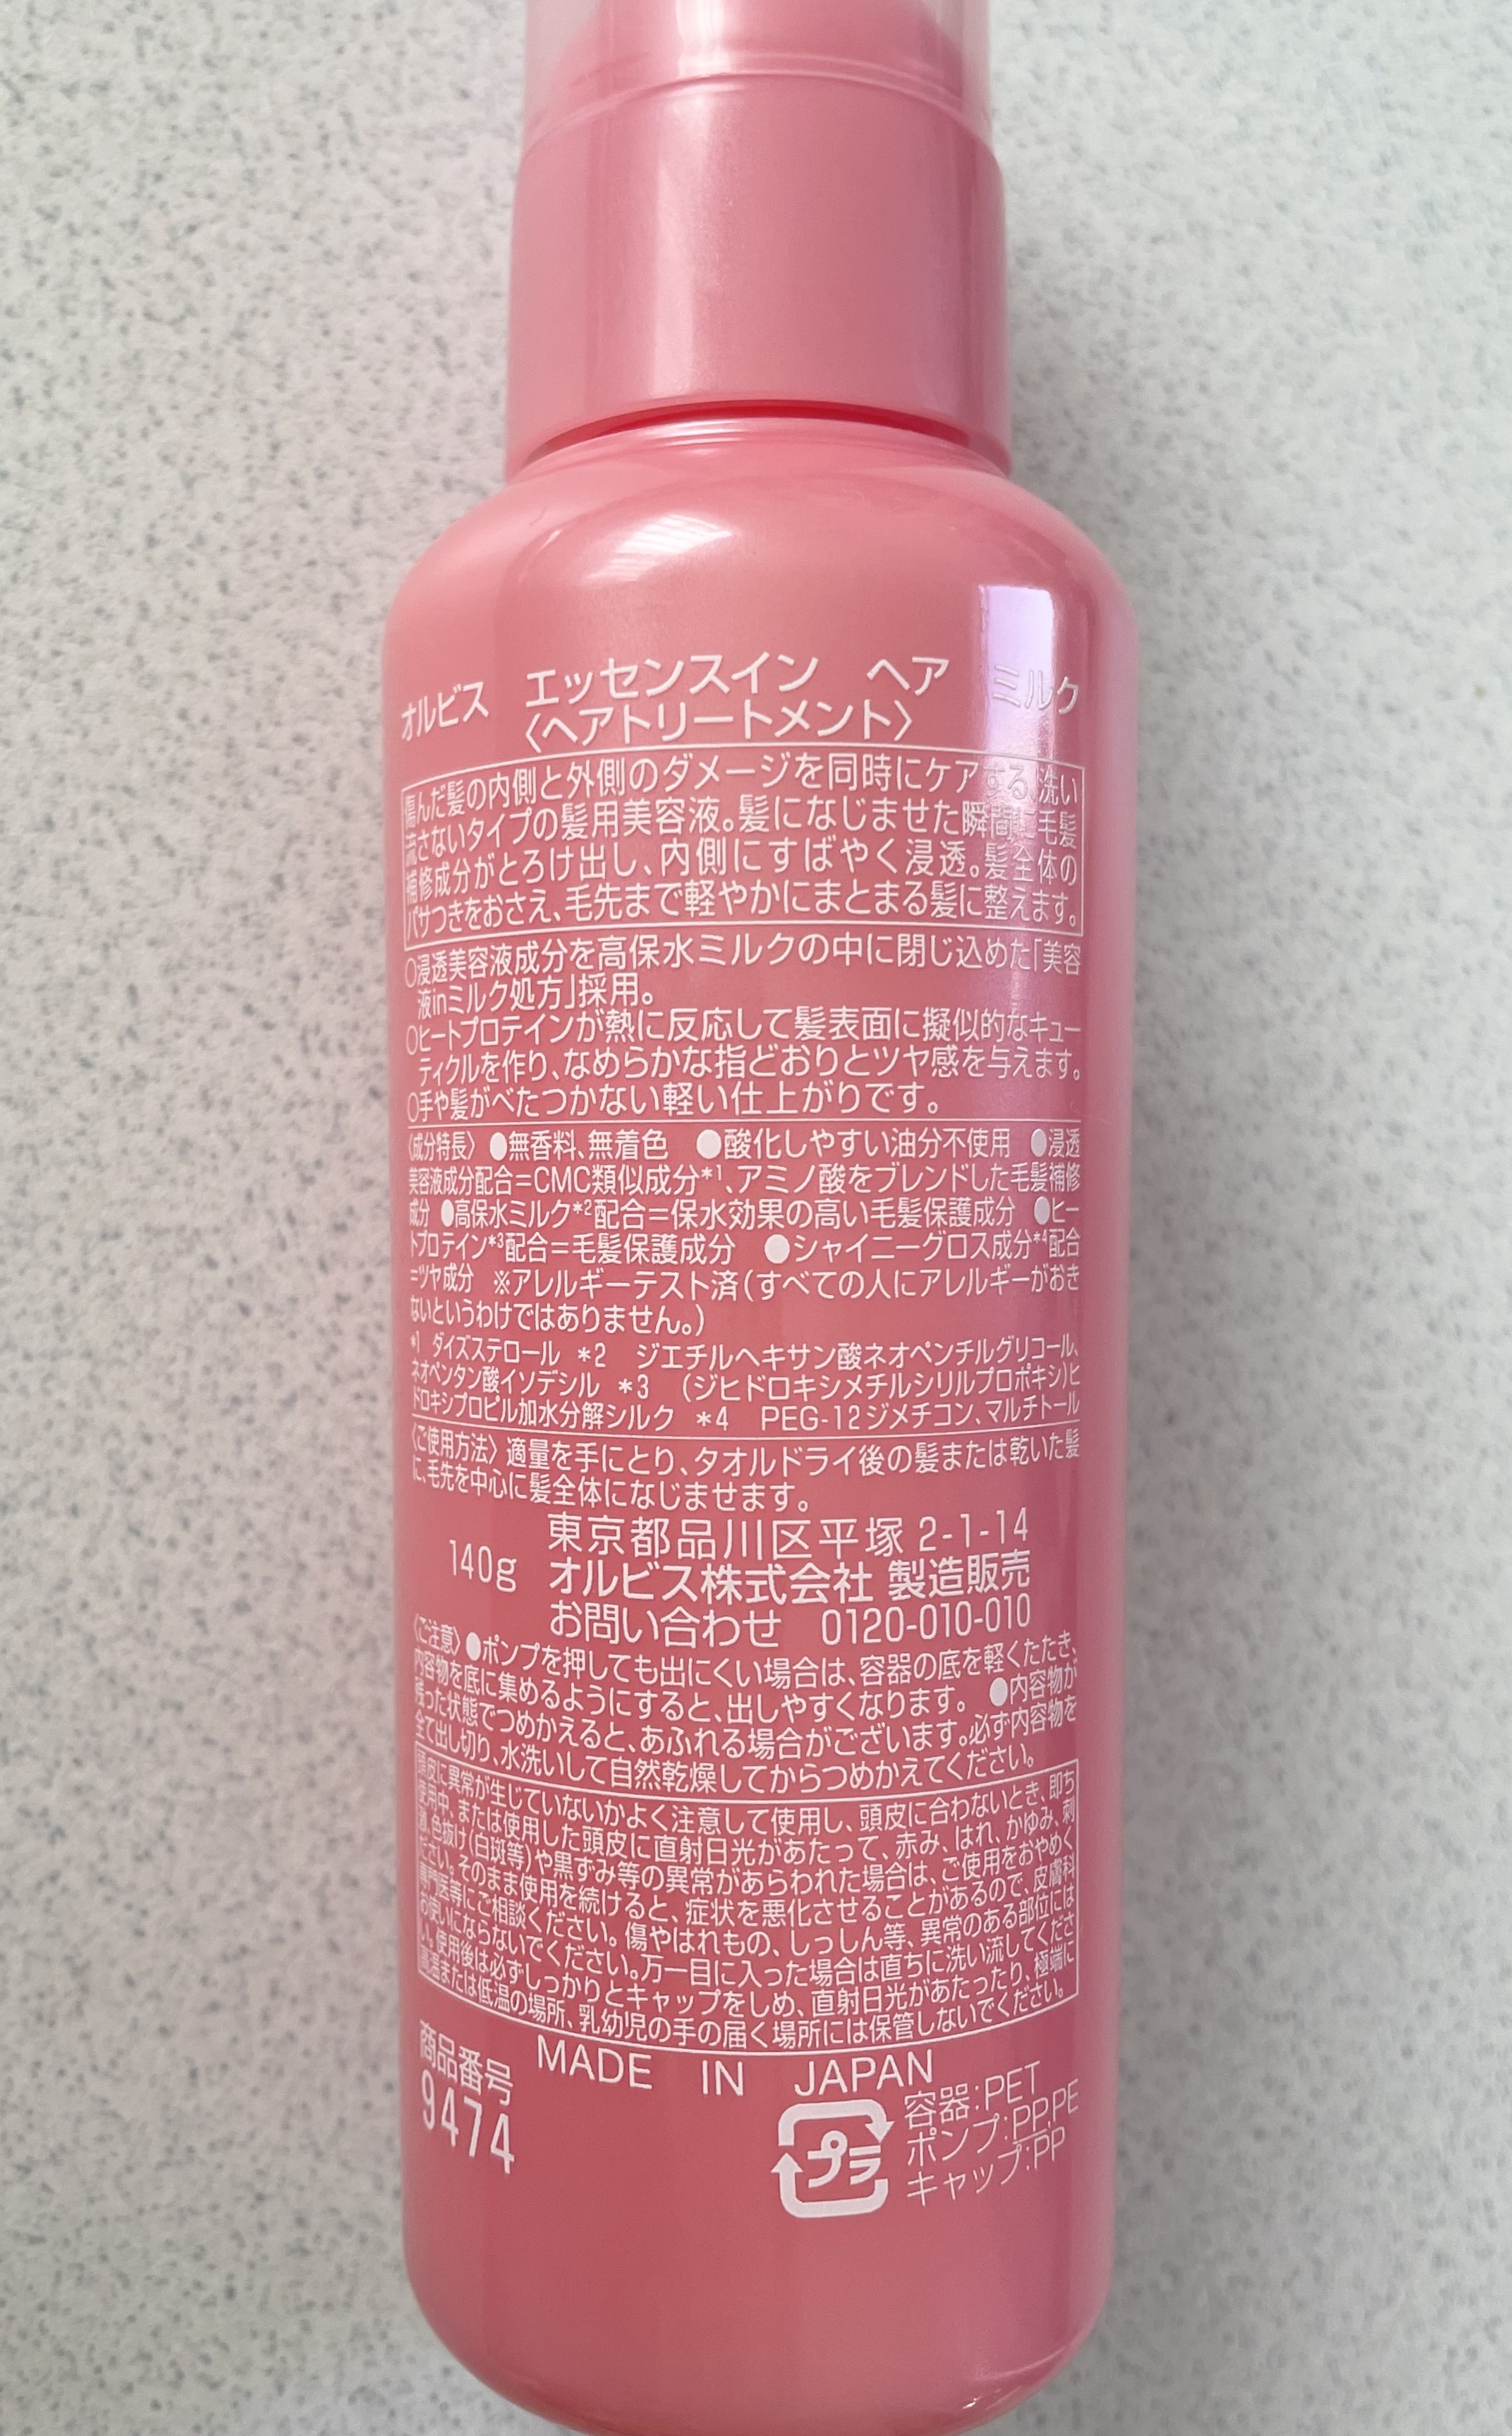 オルビス　エッセンスイン　ヘア　ミルク
〈ヘアトリートメント〉
傷んだ髪の内側と外側のダメージを同時にケアする、洗い
流さないタイプの髪用美容液。髪になじませた瞬間に毛髪
補修成分がとろけ出し、内側にすばやく浸透。髪全体の
パサつきをおさえ、毛先まで軽やかにまとまる髪に整えます。
○浸透美容液成分を高保水ミルクの中に閉じ込めた「美容
液inミルク処方」採用。
○ヒートプロテインが熱に反応して髪表面に擬似的なキュー
ティクルを作り、なめらかな指どおりとツヤ感を与えます。
○手や髪がべたつかない軽い仕上がりです。
〈成分特長〉●無香料、無着色　●酸化しやすい油分不使用　●浸透
美容液成分配合＝CMC類似成分*1、アミノ酸をブレンドした毛髪補修
成分　●高保水ミルク*2配合＝保水効果の高い毛髪保護成分　●ヒー
トプロテイン*3配合＝毛髪保護成分　●シャイニーグロス成分*4配合
＝ツヤ成分　※アレルギーテスト済(すべての人にアレルギーがおき
ないというわけではありません。)
*1　ダイズステロール　*2　ジエチルヘキサン酸ネオペンチルグリコール、
ネオペンタン酸イソデシル　*3　(ジヒドロキシメチルシリルプロポキシ)ヒ
ドロキシプロピル加水分解シルク　*4　PEG-12ジメチコン、マルチトール
〈ご使用方法〉適量を手にとり、タオルドライ後の髪または乾いた髪
に、毛先を中心に髪全体になじませます。
140g
東京都品川区平塚 2-1-14
オルビス株式会社 製造販売
お問い合わせ　0120-010-010
〈ご注意〉●ポンプを押しても出にくい場合は、容器の底を軽くたたき、
内容物を底に集めるようにすると、出しやすくなります。　●内容物が
残った状態でつめかえると、あふれる場合がございます。必ず内容物を
全て出し切り、水洗いして自然乾燥してからつめかえてください。
頭皮に異常が生じていないかよく注意して使用し、頭皮に合わないとき、即ち
使用中、または使用した頭皮に直射日光があたって、赤み、はれ、かゆみ、刺
激、色抜け(白斑等)や黒ずみ等の異常があらわれた場合は、ご使用をおやめく
ださい。そのまま使用を続けると、症状を悪化させることがあるので、皮膚科
専門医等にご相談ください。傷やはれもの、しっしん等、異常のある部位には
お使いにならないでください。万一目に入った場合は直ちに洗い流してくださ
い。使用後は必ずしっかりとキャップをしめ、直射日光があたったり、極端に
高温または低温の場所、乳幼児の手の届く場所には保管しないでください。
MADE IN JAPAN
商品番号
9474
プラ
容器:PET
ポンプ:PP,PE
キャップ:PP